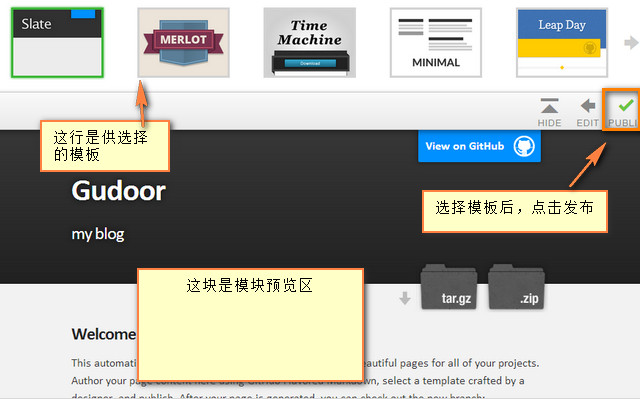 Slate
MERLOT
Time
Machine
Download
MINIMAL
Leap Day
HIDE
EDIT
PUBLI
这行是供选择
的模板
View on GitHub
Gudoor
选择模板后，点击发布
my blog
这块是模块预览区
tar.gz
.zip
Welcome
This automati eautiful pages for all of your projects.
Author your page content here using GitHub Flavored Markdown, select a template crafted by a
designer, and publish. After your page is generated, you can check out the new branch: